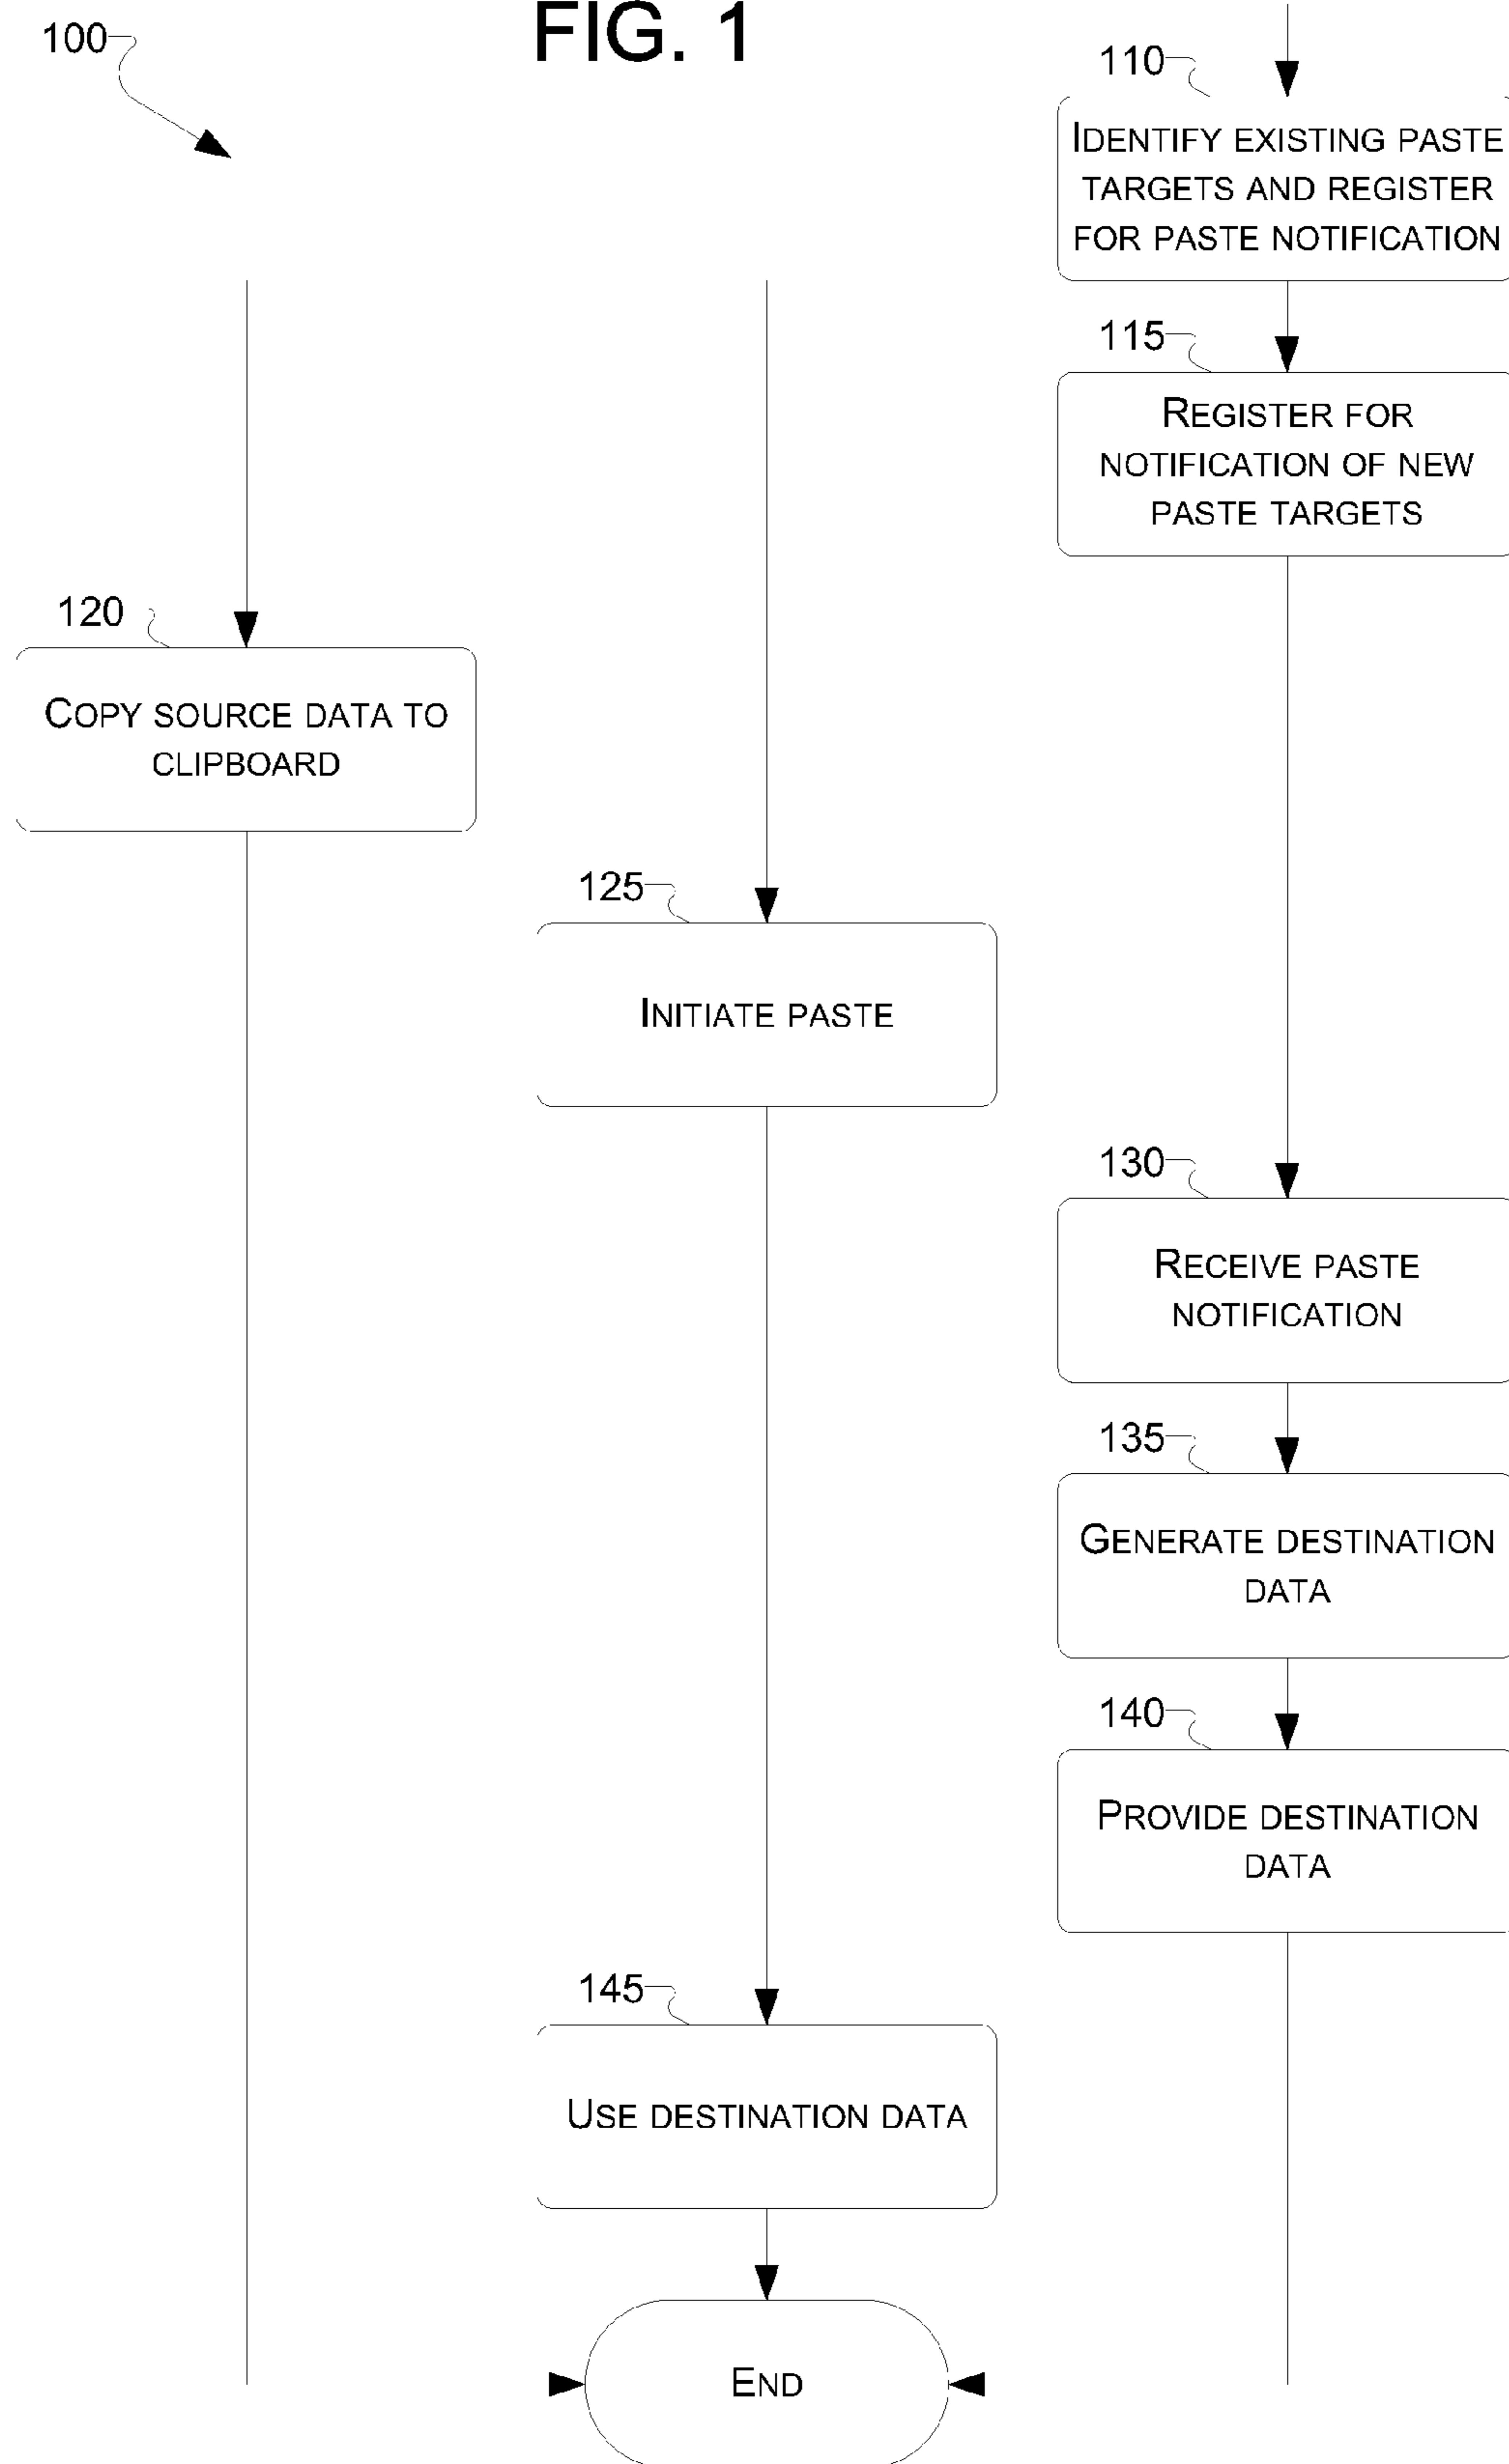 FIG. 1
100
110
IDENTIFY EXISTING PASTE
TARGETS AND REGISTER
FOR PASTE NOTIFICATION
115
REGISTER FOR
NOTIFICATION OF NEW
PASTE TARGETS
120
COPY SOURCE DATA TO
CLIPBOARD
125
INITIATE PASTE
130
RECEIVE PASTE
NOTIFICATION
135
GENERATE DESTINATION
DATA
140
PROVIDE DESTINATION
DATA
145
USE DESTINATION DATA
END